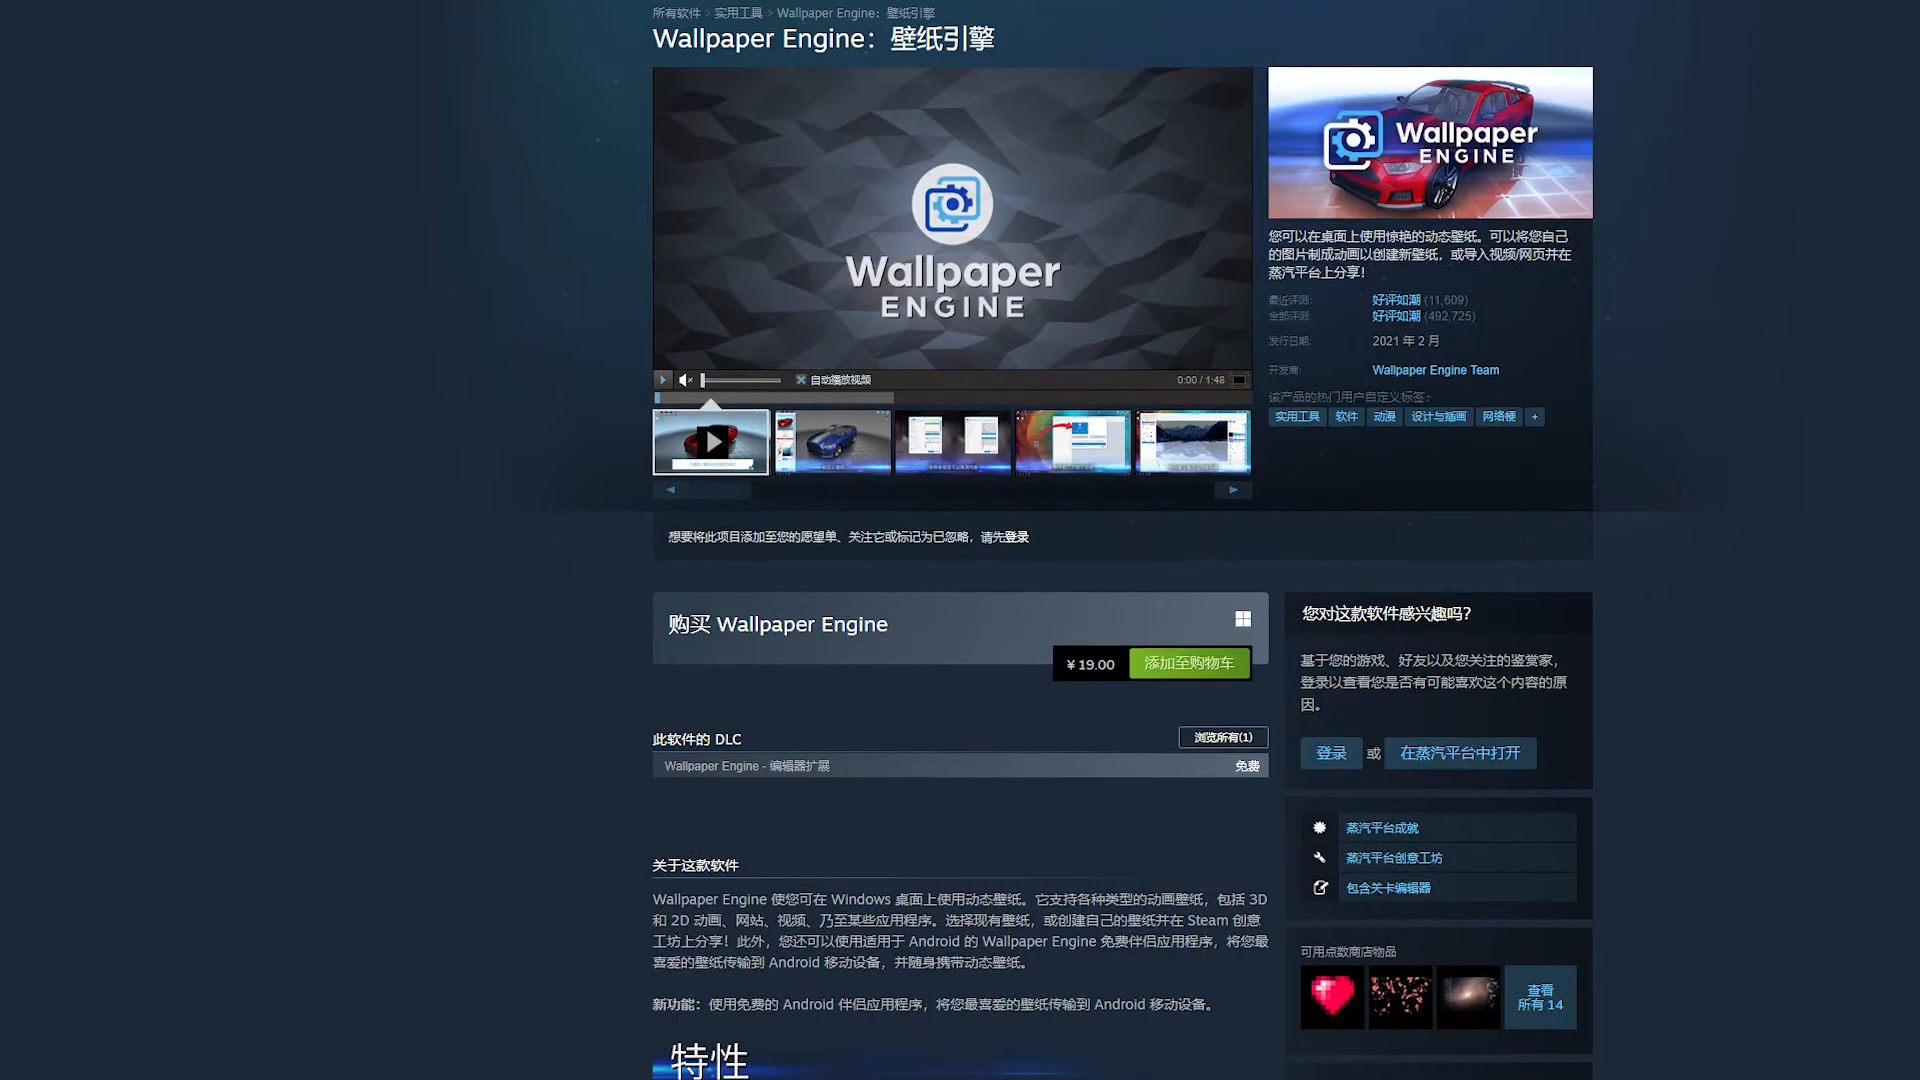 所有软件 > 实用工具 > Wallpaper Engine：壁纸引擎
Wallpaper Engine：壁纸引擎
Wallpaper
ENGINE
自动播放视频
0:00 / 1:48
Wallpaper
ENGINE
您可以在桌面上使用惊艳的动态壁纸。可以将您自己
的图片制成动画以创建新壁纸，或导入视频/网页并在
蒸汽平台上分享！
最近评测:
好评如潮 (11,609)
全部评测:
好评如潮 (492,725)
发行日期:
2021 年 2 月
开发商:
Wallpaper Engine Team
该产品的热门用户自定义标签:
实用工具
软件
动漫
设计与插画
网络梗
+
想要将此项目添加至您的愿望单、关注它或标记为已忽略，请先登录
购买 Wallpaper Engine
¥ 19.00
添加至购物车
此软件的 DLC
浏览所有(1)
Wallpaper Engine - 编辑器扩展
免费
关于这款软件
Wallpaper Engine 使您可在 Windows 桌面上使用动态壁纸。它支持各种类型的动画壁纸，包括 3D
和 2D 动画、网站、视频、乃至某些应用程序。选择现有壁纸，或创建自己的壁纸并在 Steam 创意
工坊上分享！此外，您还可以使用适用于 Android 的 Wallpaper Engine 免费伴侣应用程序，将您最
喜爱的壁纸传输到 Android 移动设备，并随身携带动态壁纸。
新功能：使用免费的 Android 伴侣应用程序，将您最喜爱的壁纸传输到 Android 移动设备。
特性
您对这款软件感兴趣吗？
基于您的游戏、好友以及您关注的鉴赏家，
登录以查看您是否有可能喜欢这个内容的原
因。
登录 或 在蒸汽平台中打开
蒸汽平台成就
蒸汽平台创意工坊
包含关卡编辑器
可用点数商店物品
查看
所有 14